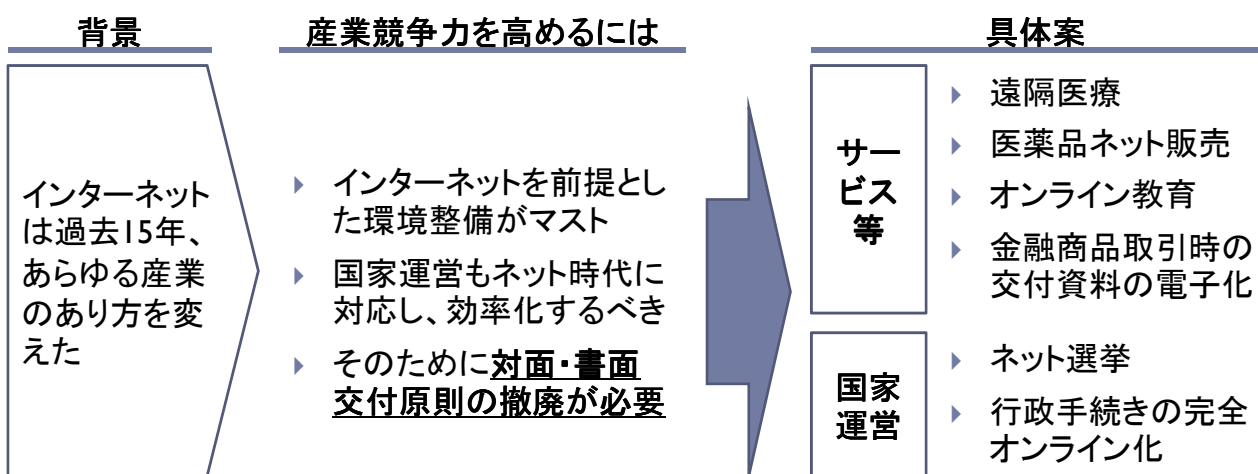 背景
インターネット
は過去15年、
あらゆる産業
のあり方を変
えた
産業競争力を高めるには
インターネットを前提とし
た環境整備がマスト
国家運営もネット時代に
対応し、効率化するべき
そのために対面・書面
交付原則の撤廃が必要
具体案
サー
ビス
等
遠隔医療
医薬品ネット販売
オンライン教育
金融商品取引時の
交付資料の電子化
国家
運営
ネット選挙
行政手続きの完全
オンライン化